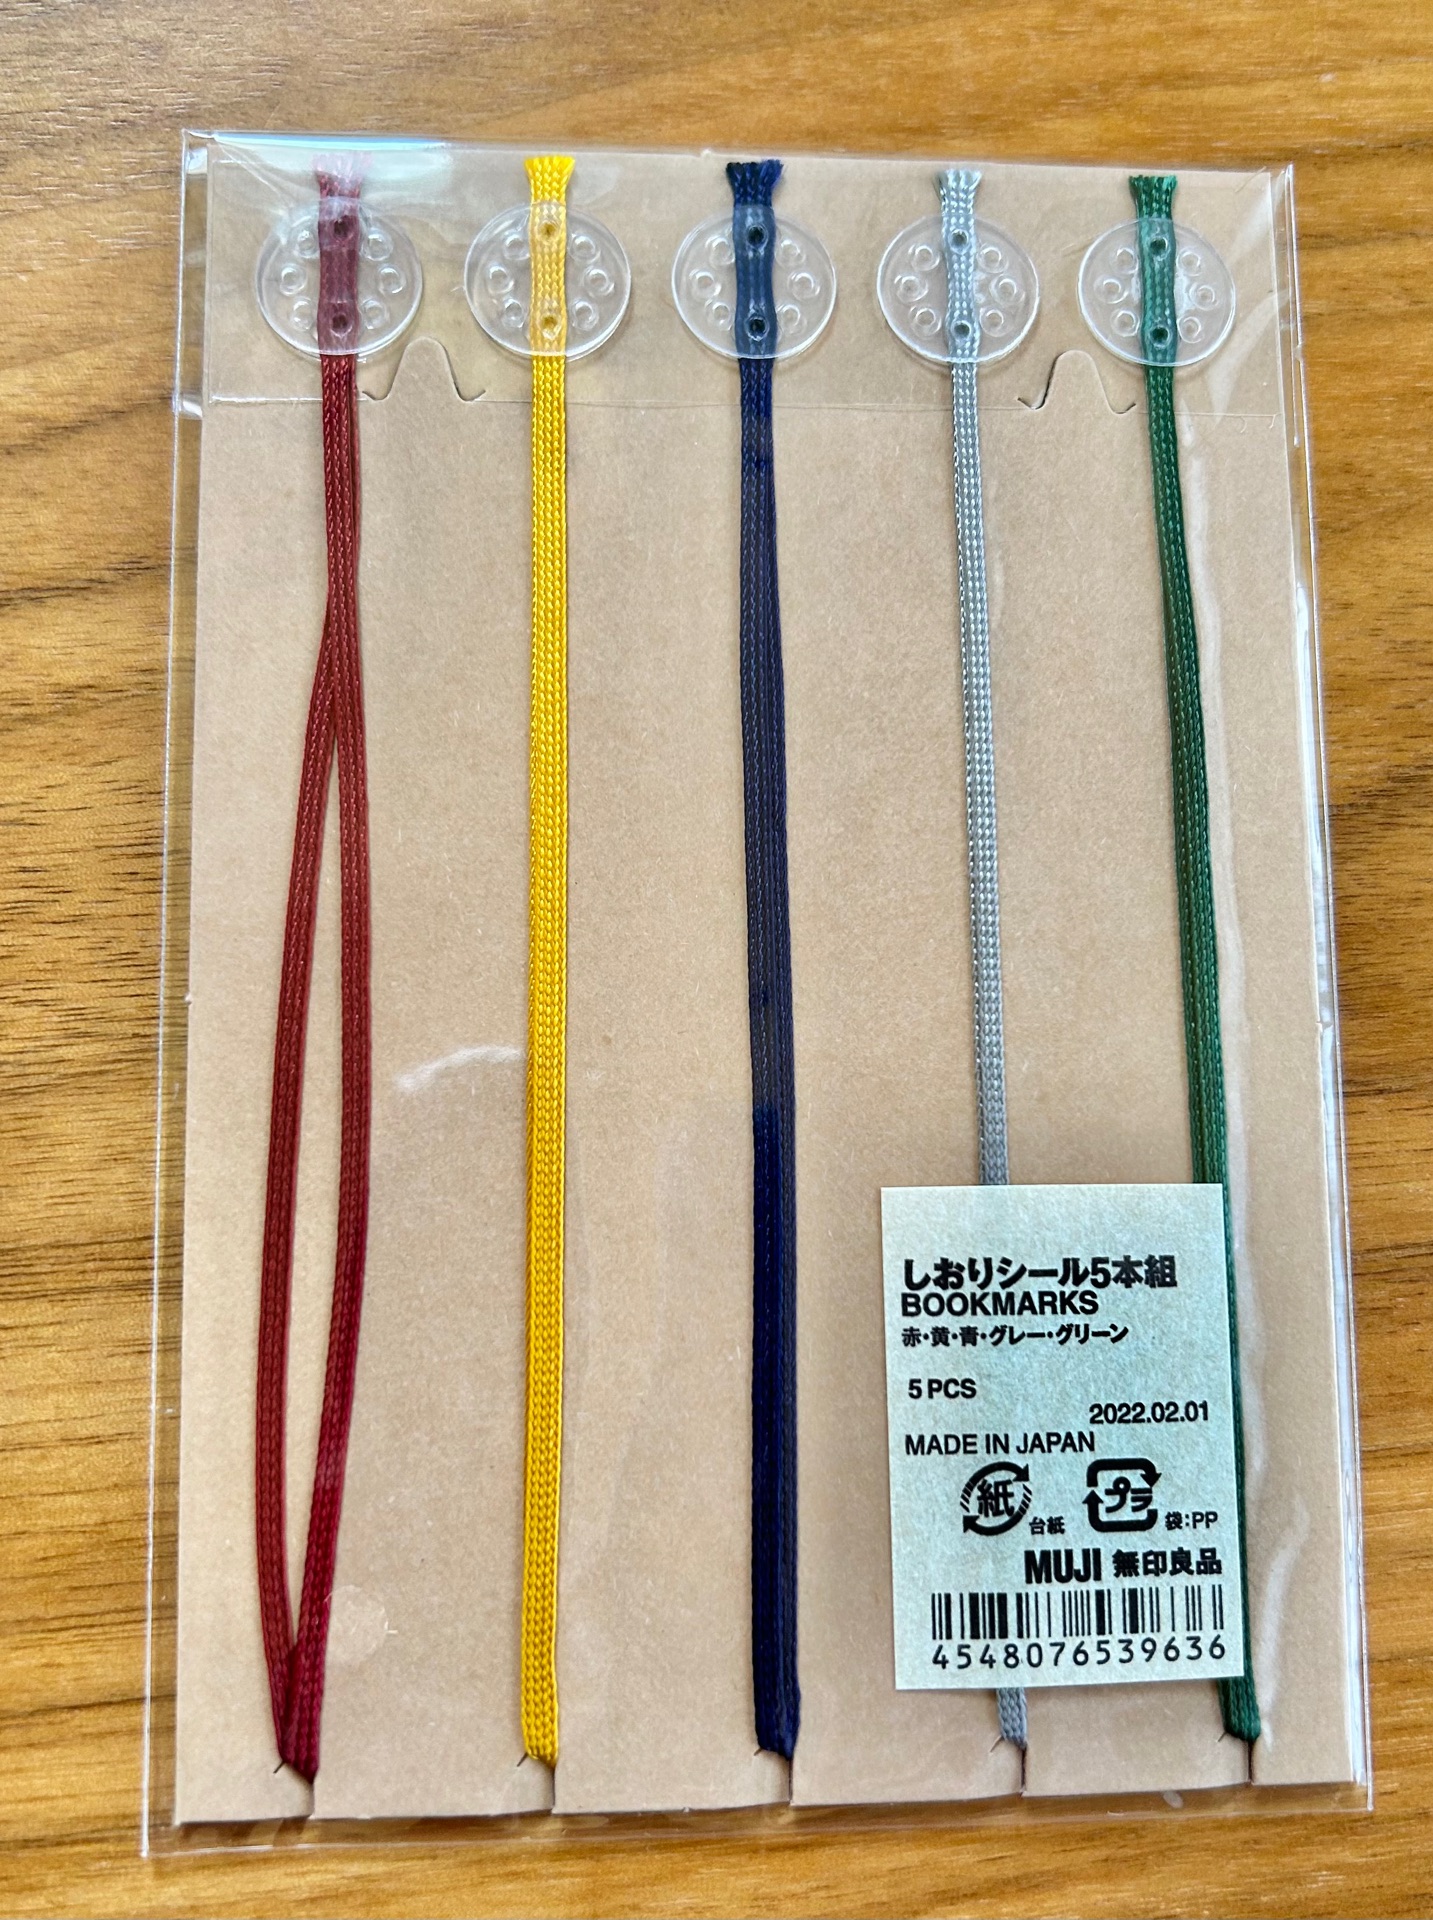 しおりシール5本組
BOOKMARKS
赤・黄・青・グレー・グリーン
5 PCS
2022.02.01
MADE IN JAPAN
紙 台紙 プラ 袋:PP
MUJI 無印良品
4548076539636